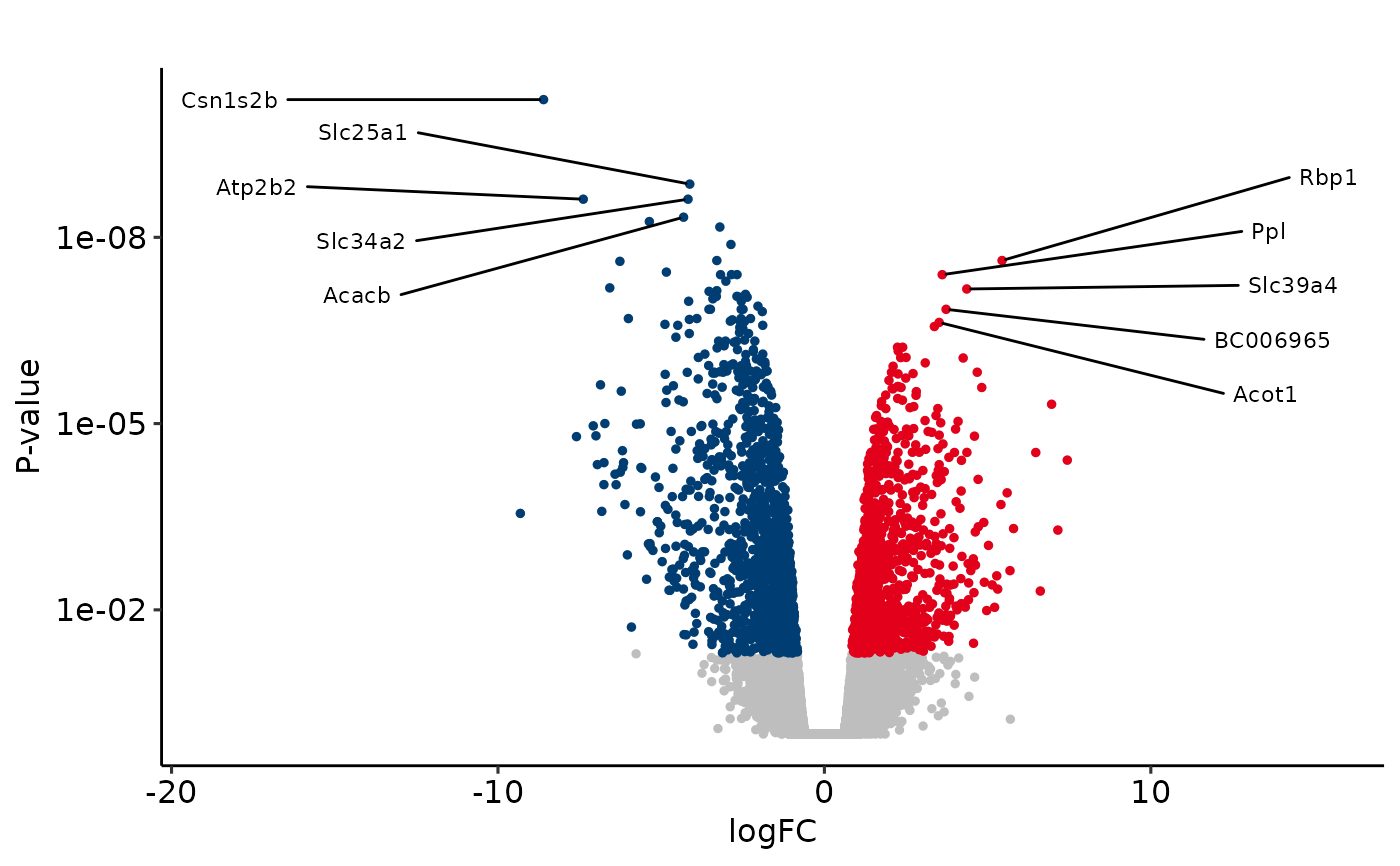 Csn1s2b
Slc25a1
Atp2b2
Slc34a2
Acacb
Rbp1
Ppl
Slc39a4
BC006965
Acot1
P-value
1e-08
1e-05
1e-02
-20
-10
0
10
logFC